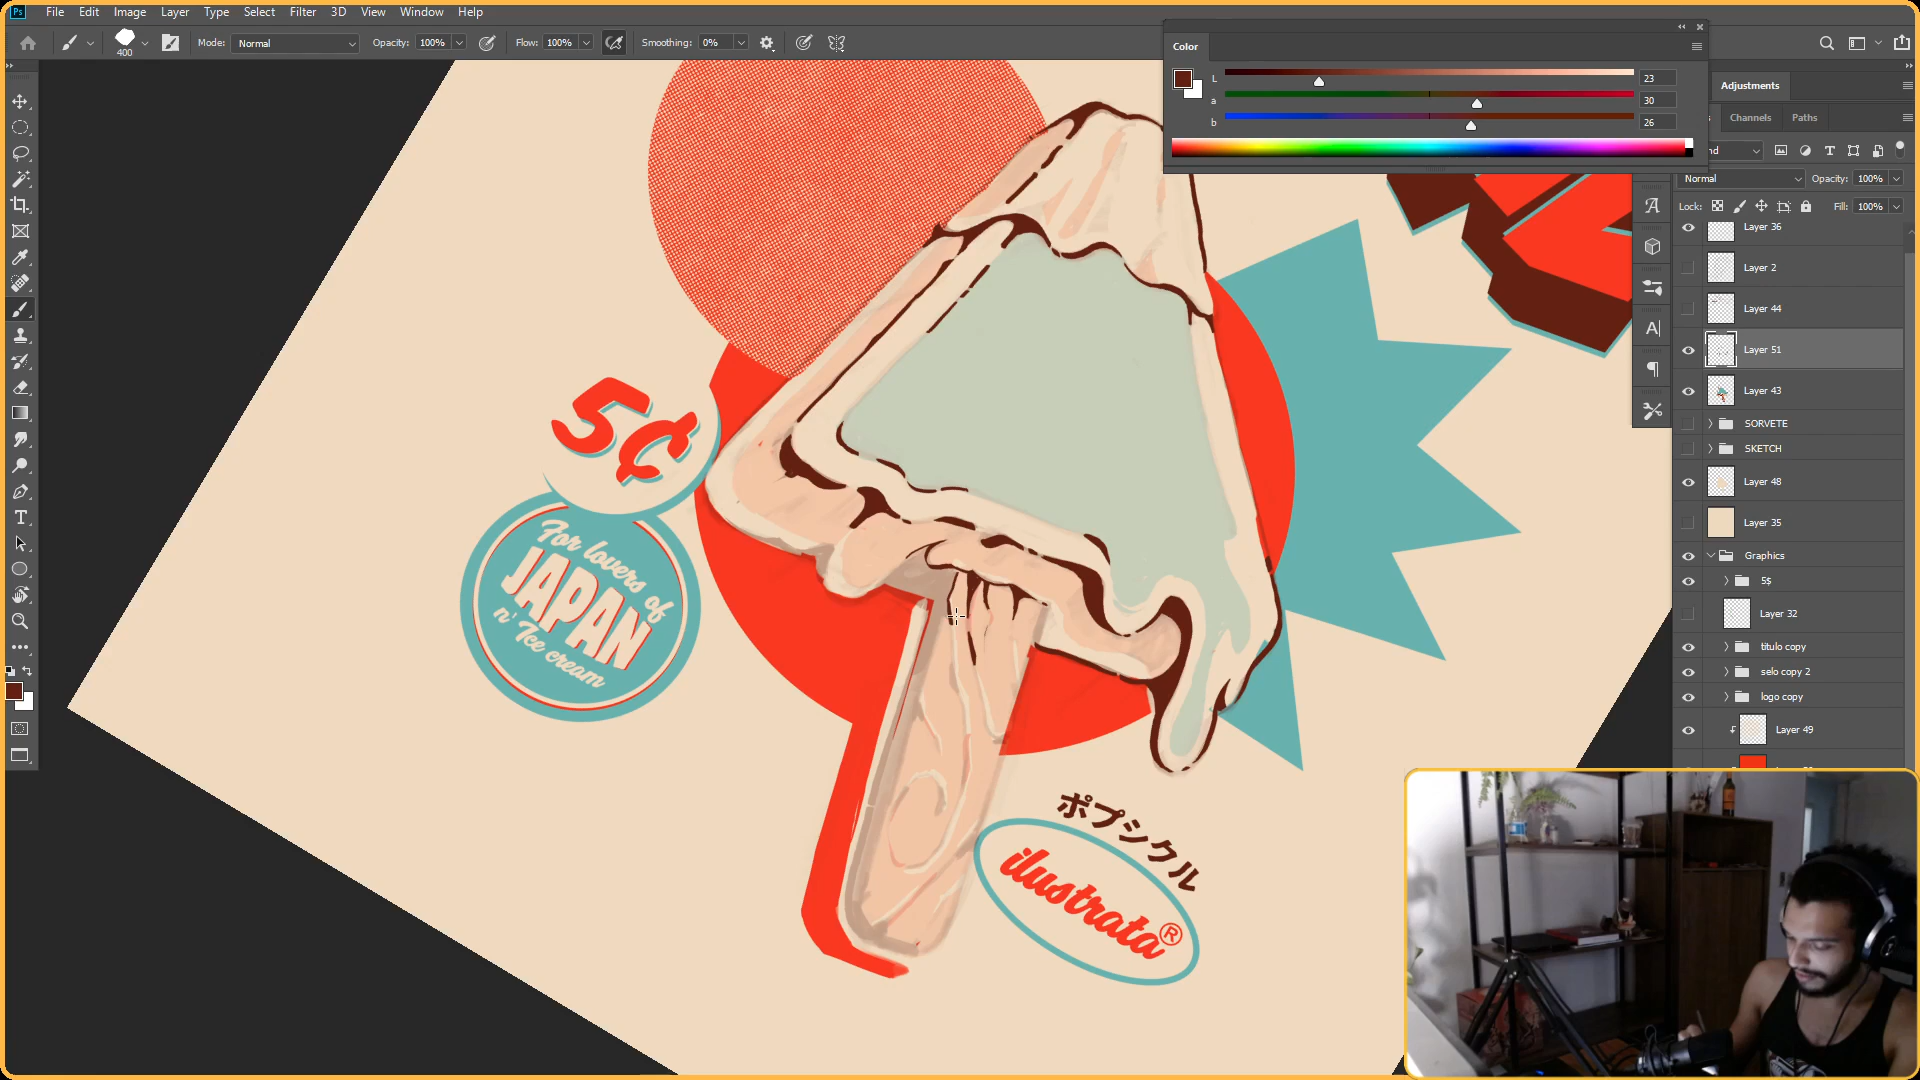 Ps File Edit Image Layer Type Select Filter 3D View Window Help
400 Mode: Normal Opacity: 100% Flow: 100% Smoothing: 0%
Color
L 23
a 30
b 26
Adjustments
Channels Paths
Normal Opacity: 100%
Lock: Fill: 100%
Layer 36
Layer 2
Layer 44
Layer 51
Layer 43
SORVETE
SKETCH
Layer 48
Layer 35
Graphics
5$
Layer 32
titulo copy
selo copy 2
logo copy
Layer 49
5¢
For lovers of
JAPAN
n' Ice cream
ポプシクル
ilustrata®